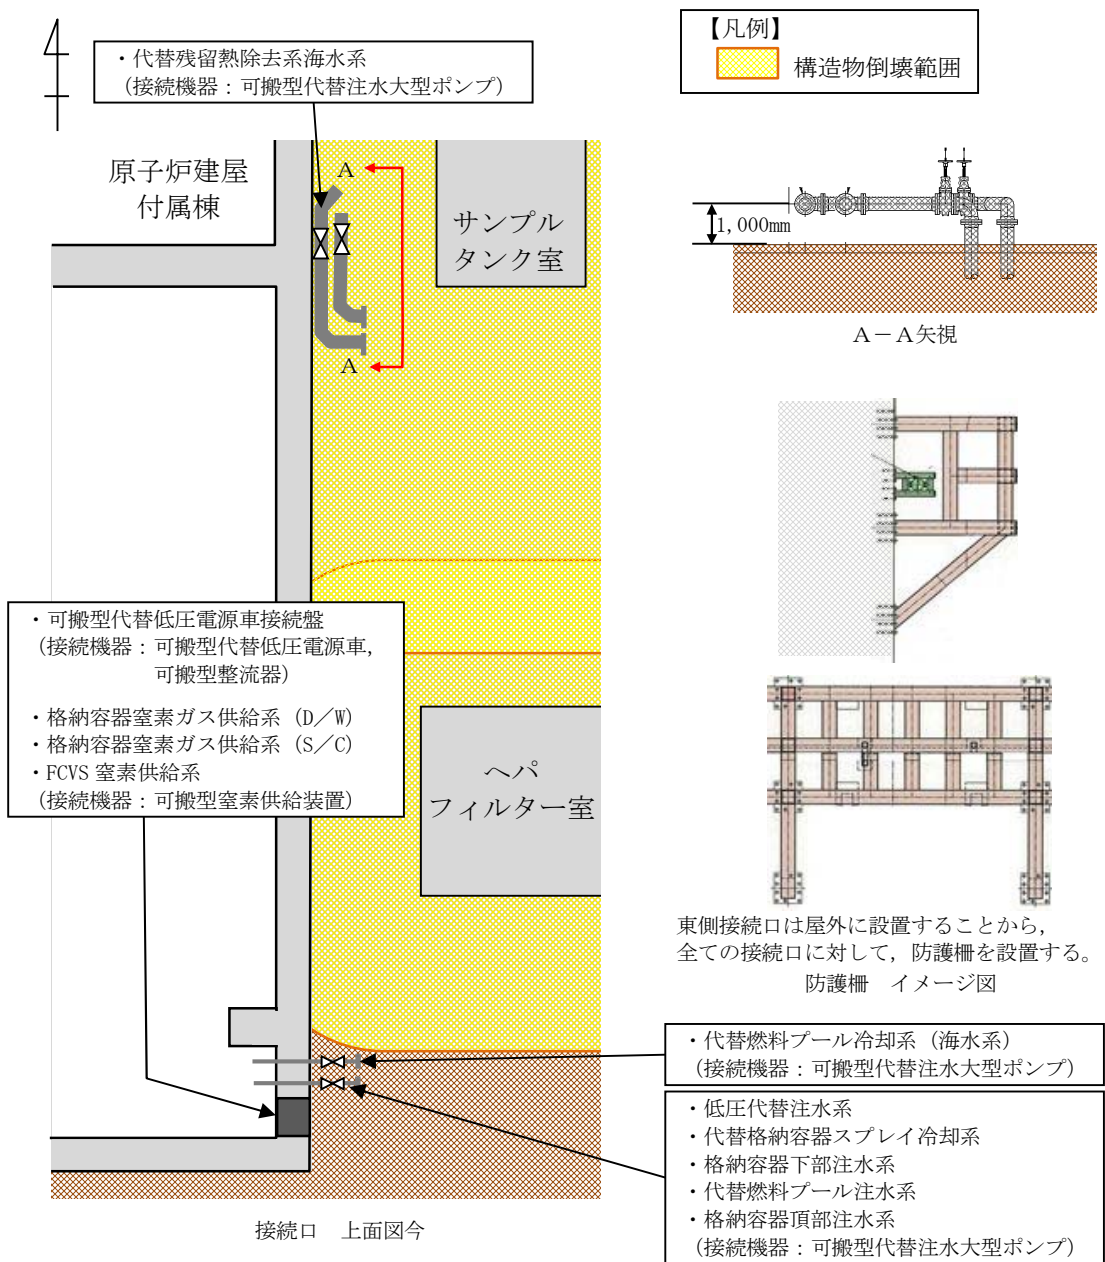 ・代替残留熱除去系海水系
(接続機器：可搬型代替注水大型ポンプ)
【凡例】
構造物倒壊範囲
原子炉建屋
付属棟
A
サンプル
タンク室
A
1,000mm
A－A矢視
・可搬型代替低圧電源車接続盤
(接続機器：可搬型代替低圧電源車,
可搬型整流器)
・格納容器窒素ガス供給系 (D／W)
・格納容器窒素ガス供給系 (S／C)
・FCVS 窒素供給系
(接続機器：可搬型窒素供給装置)
ヘパ
フィルター室
東側接続口は屋外に設置することから,
全ての接続口に対して, 防護柵を設置する。
防護柵　イメージ図
・代替燃料プール冷却系 (海水系)
(接続機器：可搬型代替注水大型ポンプ)
・低圧代替注水系
・代替格納容器スプレイ冷却系
・格納容器下部注水系
・代替燃料プール注水系
・格納容器頂部注水系
(接続機器：可搬型代替注水大型ポンプ)
接続口　上面図今